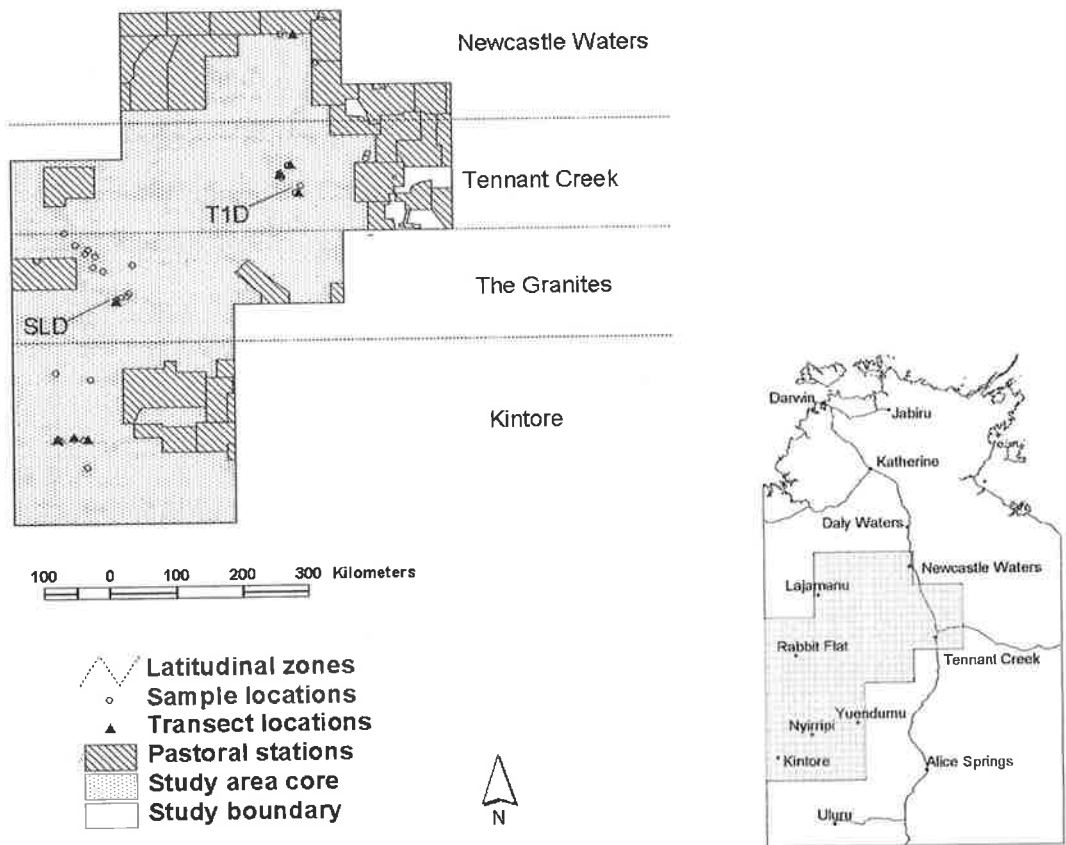 Newcastle Waters
Tennant Creek
T1D
The Granites
SLD
Kintore
100 0 100 200 300 Kilometers
Latitudinal zones
Sample locations
Transect locations
Pastoral stations
Study area core
Study boundary
N
Darwin
Jabiru
Katherine
Daly Waters
Newcastle Waters
Lajamanu
Rabbit Flat
Tennant Creek
Yuendumu
Nyirripi
Kintore
Alice Springs
Uluru